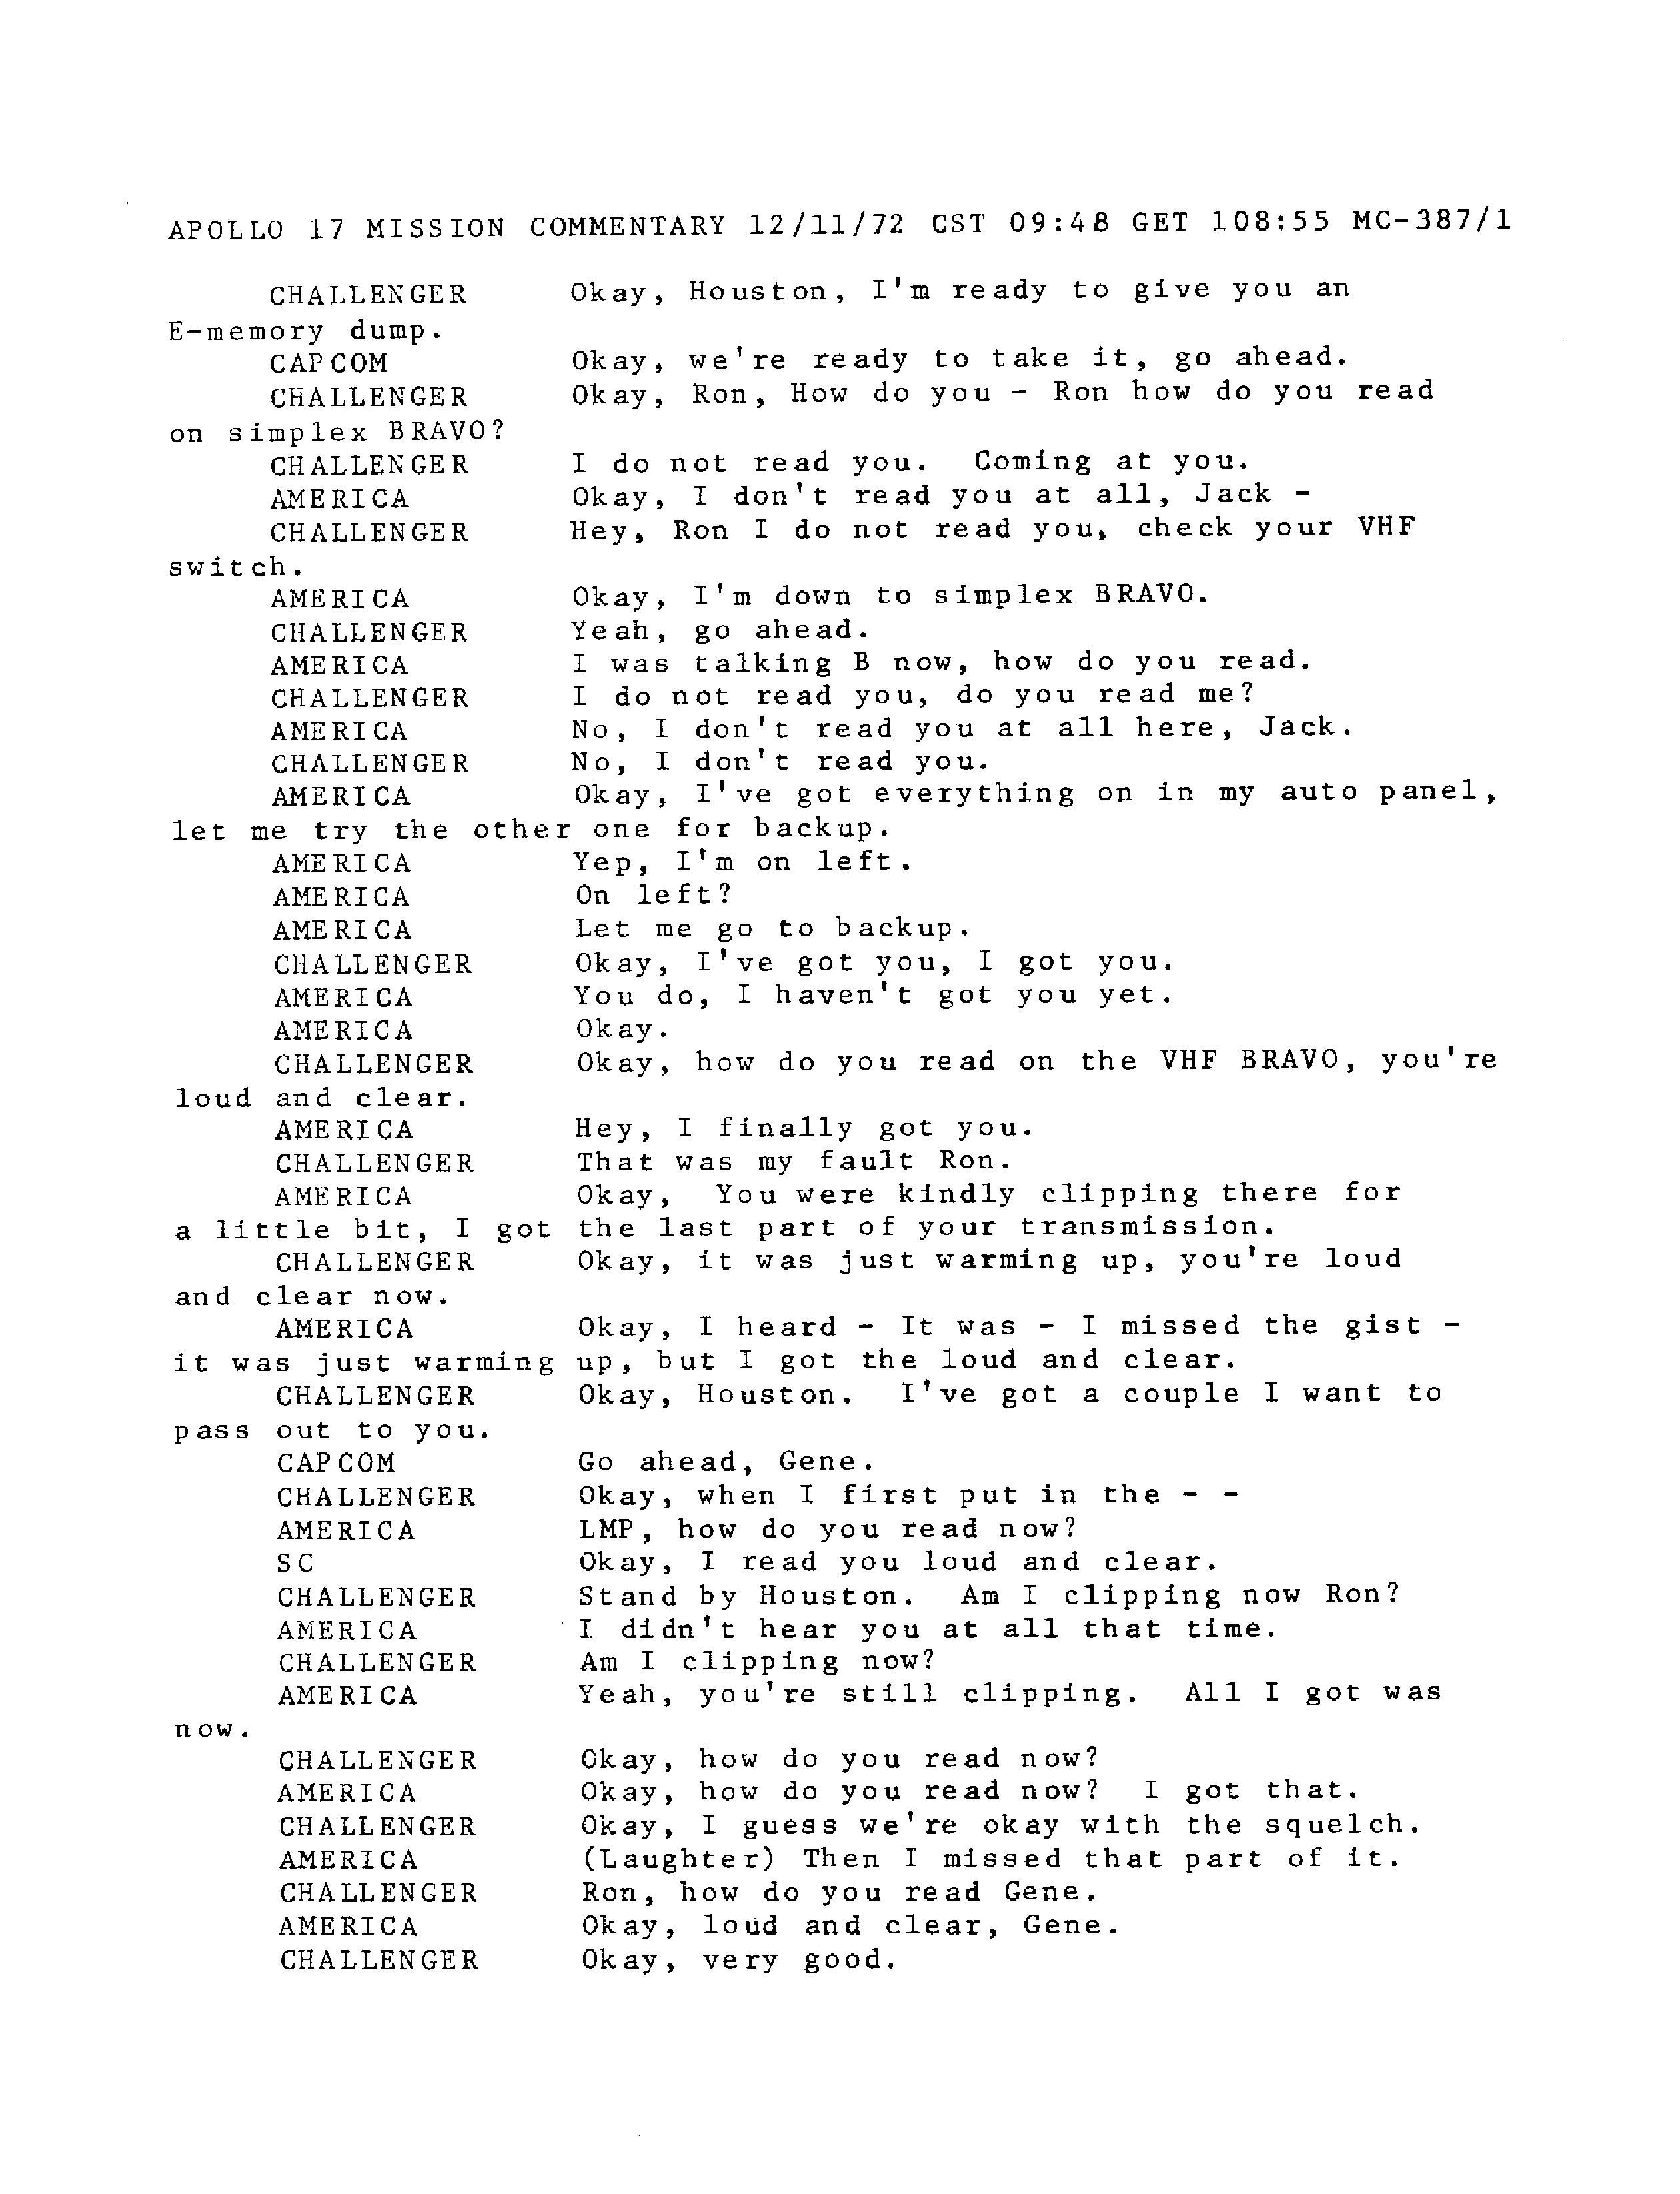 APOLLO 17 MISSION COMMENTARY 12/11/72 CST 09:48 GET 108:55 MC-387/1
CHALLENGER Okay, Houston, I'm ready to give you an
E-memory dump.
CAPCOM Okay, we're ready to take it, go ahead.
CHALLENGER Okay, Ron, How do you - Ron how do you read
on simplex BRAVO?
CHALLENGER I do not read you. Coming at you.
AMERICA Okay, I don't read you at all, Jack -
CHALLENGER Hey, Ron I do not read you, check your VHF
switch.
AMERICA Okay, I'm down to simplex BRAVO.
CHALLENGER Yeah, go ahead.
AMERICA I was talking B now, how do you read.
CHALLENGER I do not read you, do you read me?
AMERICA No, I don't read you at all here, Jack.
CHALLENGER No, I don't read you.
AMERICA Okay, I've got everything on in my auto panel,
let me try the other one for backup.
AMERICA Yep, I'm on left.
AMERICA On left?
AMERICA Let me go to backup.
CHALLENGER Okay, I've got you, I got you.
AMERICA You do, I haven't got you yet.
AMERICA Okay.
CHALLENGER Okay, how do you read on the VHF BRAVO, you're
loud and clear.
AMERICA Hey, I finally got you.
CHALLENGER That was my fault Ron.
AMERICA Okay, You were kindly clipping there for
a little bit, I got the last part of your transmission.
CHALLENGER Okay, it was just warming up, you're loud
and clear now.
AMERICA Okay, I heard - It was - I missed the gist -
it was just warming up, but I got the loud and clear.
CHALLENGER Okay, Houston. I've got a couple I want to
pass out to you.
CAPCOM Go ahead, Gene.
CHALLENGER Okay, when I first put in the - -
AMERICA LMP, how do you read now?
SC Okay, I read you loud and clear.
CHALLENGER Stand by Houston. Am I clipping now Ron?
AMERICA I didn't hear you at all that time.
CHALLENGER Am I clipping now?
AMERICA Yeah, you're still clipping. All I got was
now.
CHALLENGER Okay, how do you read now?
AMERICA Okay, how do you read now? I got that.
CHALLENGER Okay, I guess we're okay with the squelch.
AMERICA (Laughter) Then I missed that part of it.
CHALLENGER Ron, how do you read Gene.
AMERICA Okay, loud and clear, Gene.
CHALLENGER Okay, very good.